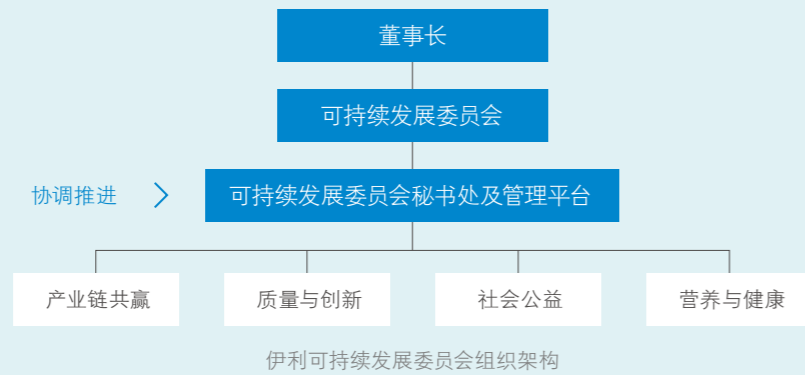 董事长
可持续发展委员会
协调推进
可持续发展委员会秘书处及管理平台
产业链共赢
质量与创新
社会公益
营养与健康
伊利可持续发展委员会组织架构